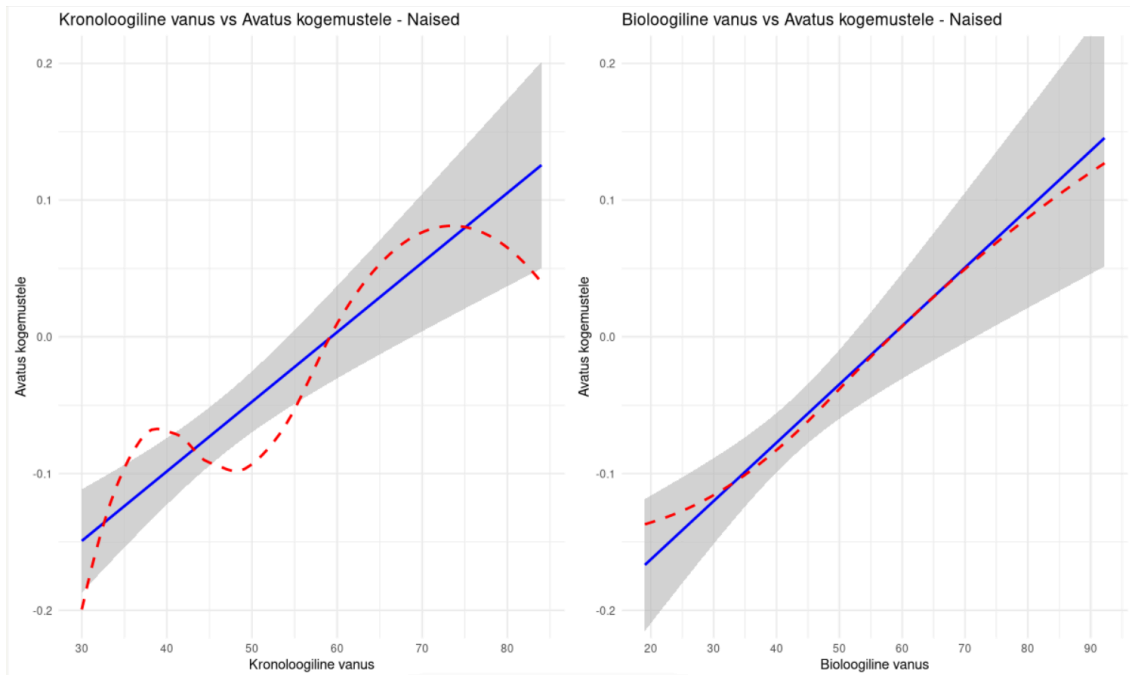 Kronoloogiline vanus vs Avatus kogemustele - Naised
0.2
0.1
0.0
-0.1
-0.2
Avatus kogemustele
30 40 50 60 70 80
Kronoloogiline vanus
Bioloogiline vanus vs Avatus kogemustele - Naised
0.2
0.1
0.0
-0.1
-0.2
Avatus kogemustele
20 30 40 50 60 70 80 90
Bioloogiline vanus